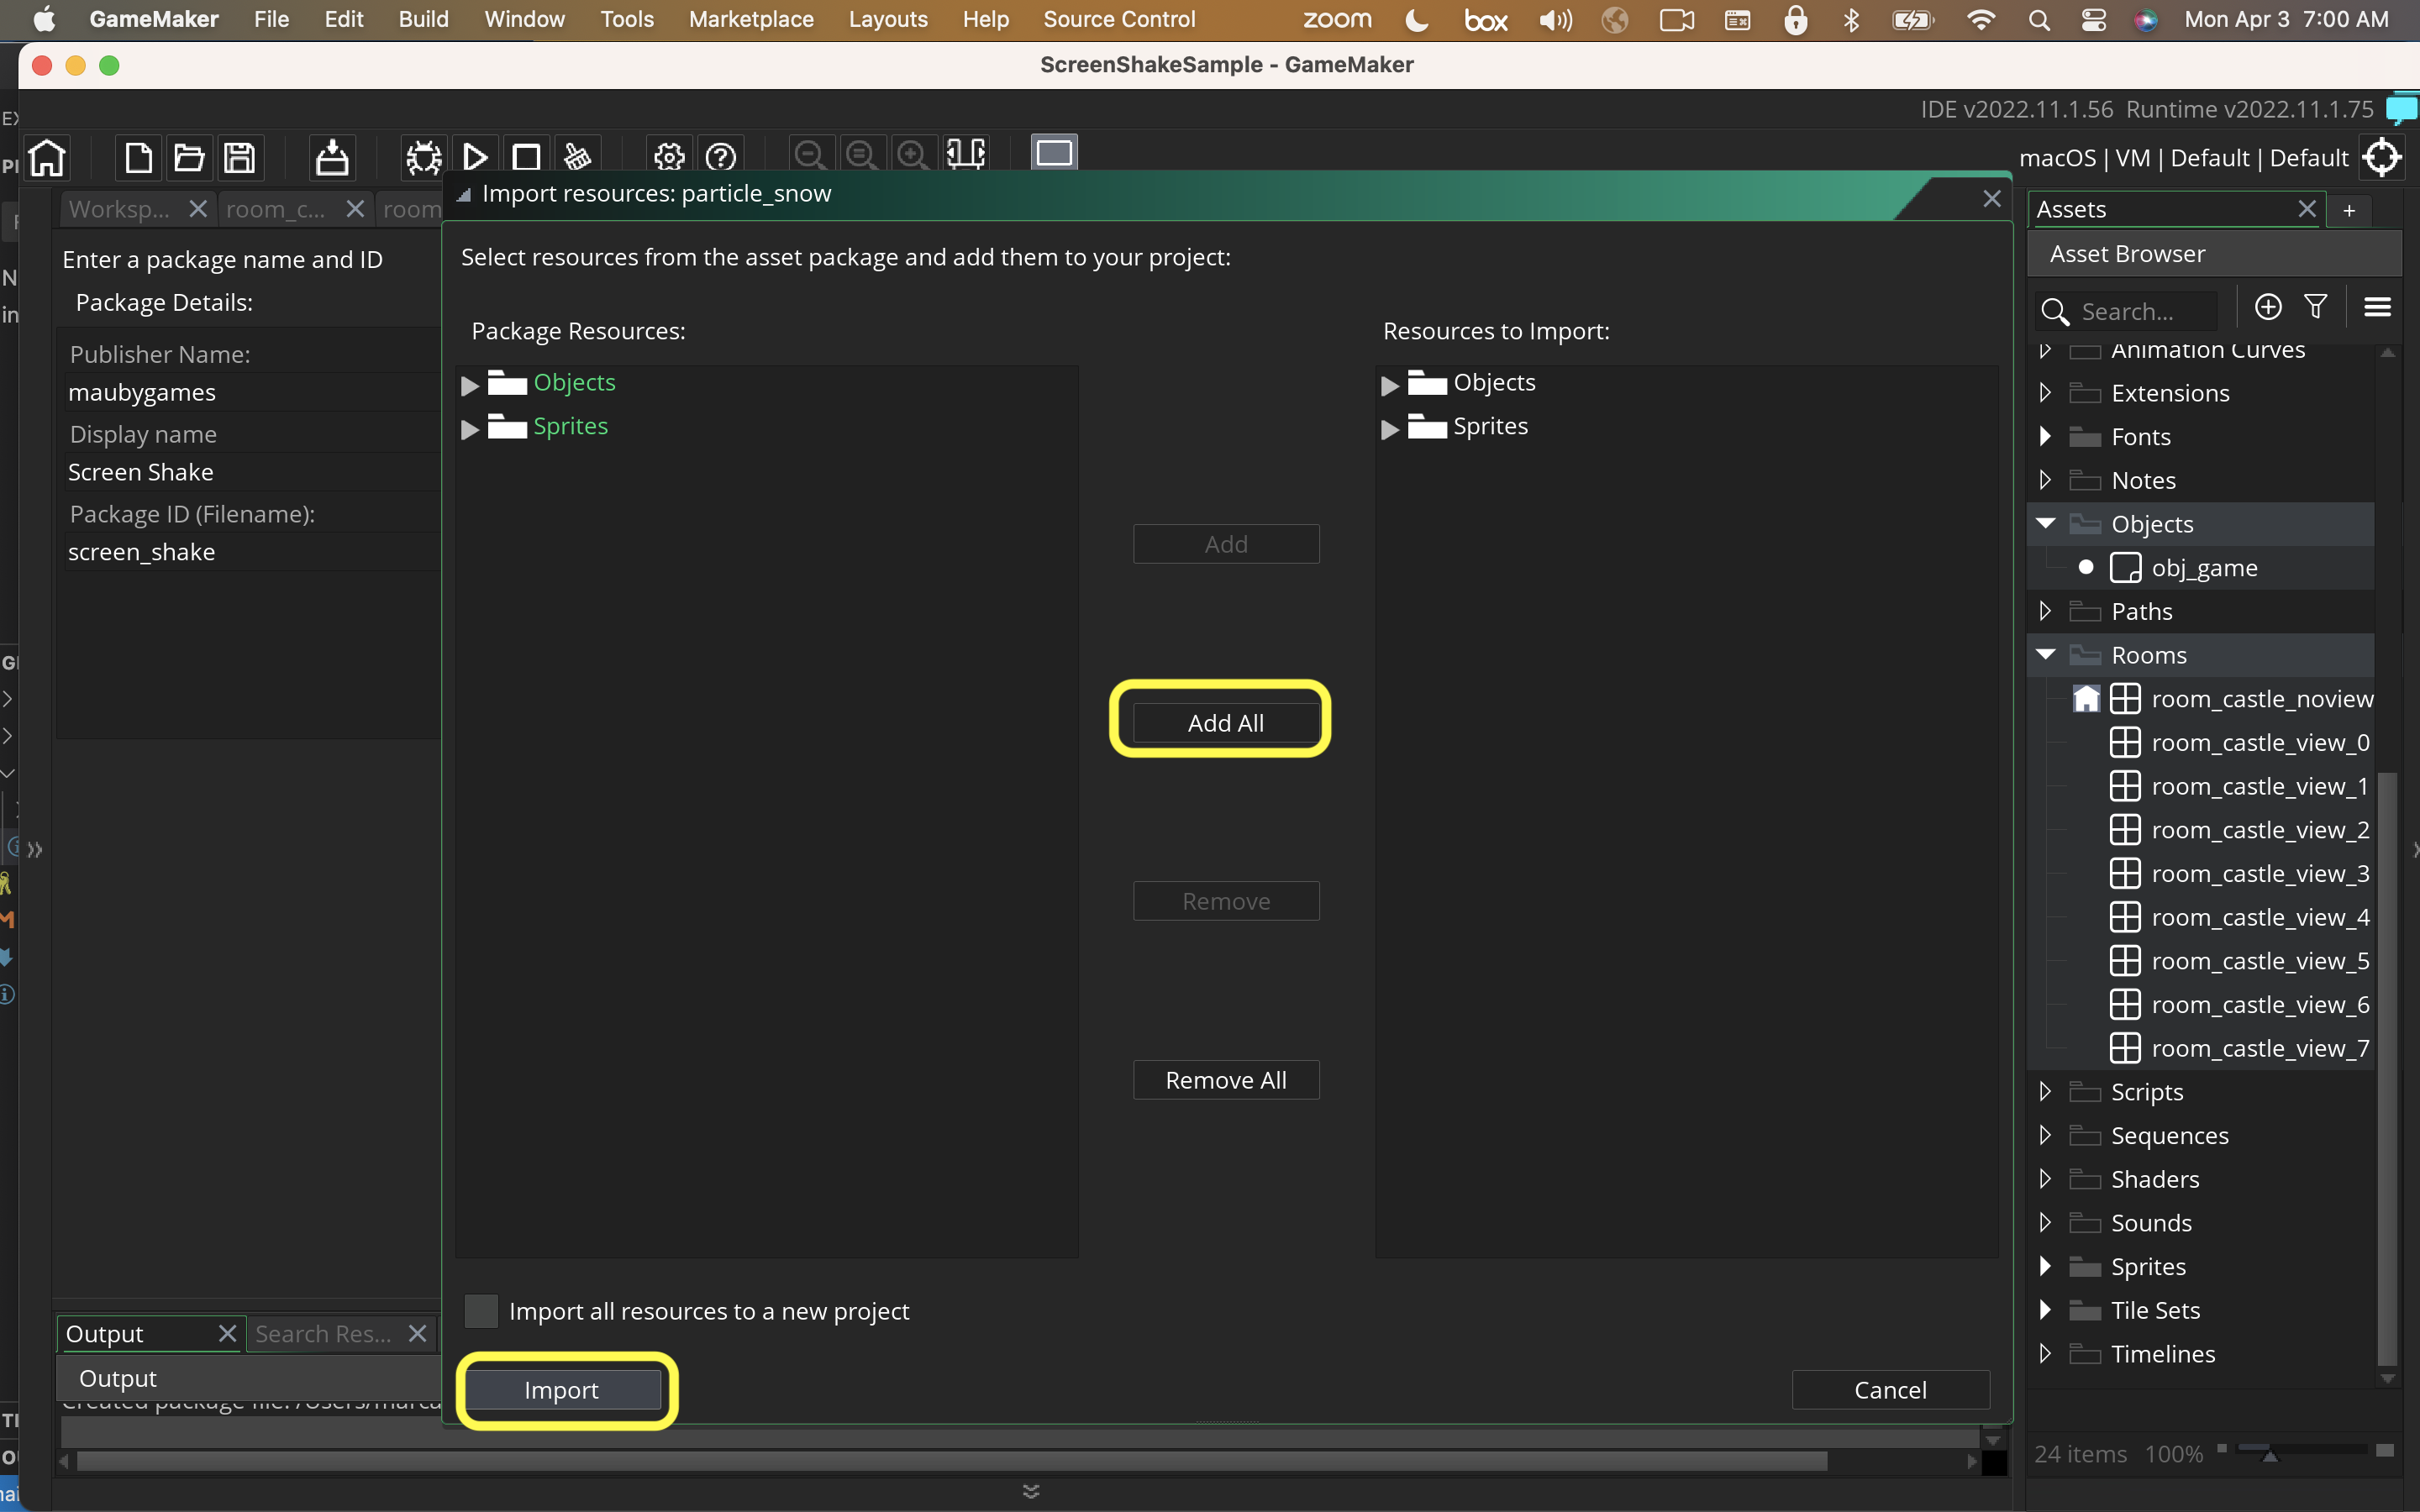 GameMaker File Edit Build Window Tools Marketplace Layouts Help Source Control zoom box Mon Apr 3 7:00 AM
ScreenShakeSample - GameMaker
IDE v2022.11.1.56 Runtime v2022.11.1.75
macOS | VM | Default | Default
Worksp... room_c... room
Import resources: particle_snow
Enter a package name and ID
Package Details:
Publisher Name:
maubygames
Display name
Screen Shake
Package ID (Filename):
screen_shake
Select resources from the asset package and add them to your project:
Package Resources:
Objects
Sprites
Add
Add All
Remove
Remove All
Resources to Import:
Objects
Sprites
Import all resources to a new project
Import
Cancel
Output Search Res...
Output
Created package file: /Users/marca
Assets +
Asset Browser
Search...
Animation Curves
Extensions
Fonts
Notes
Objects
obj_game
Paths
Rooms
room_castle_noview
room_castle_view_0
room_castle_view_1
room_castle_view_2
room_castle_view_3
room_castle_view_4
room_castle_view_5
room_castle_view_6
room_castle_view_7
Scripts
Sequences
Shaders
Sounds
Sprites
Tile Sets
Timelines
24 items 100%